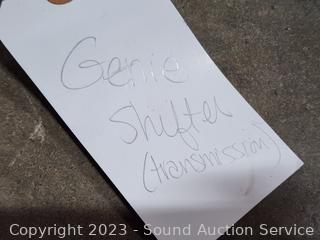 Genie
Shifter
(transmission)
Copyright © 2023 - Sound Auction Service